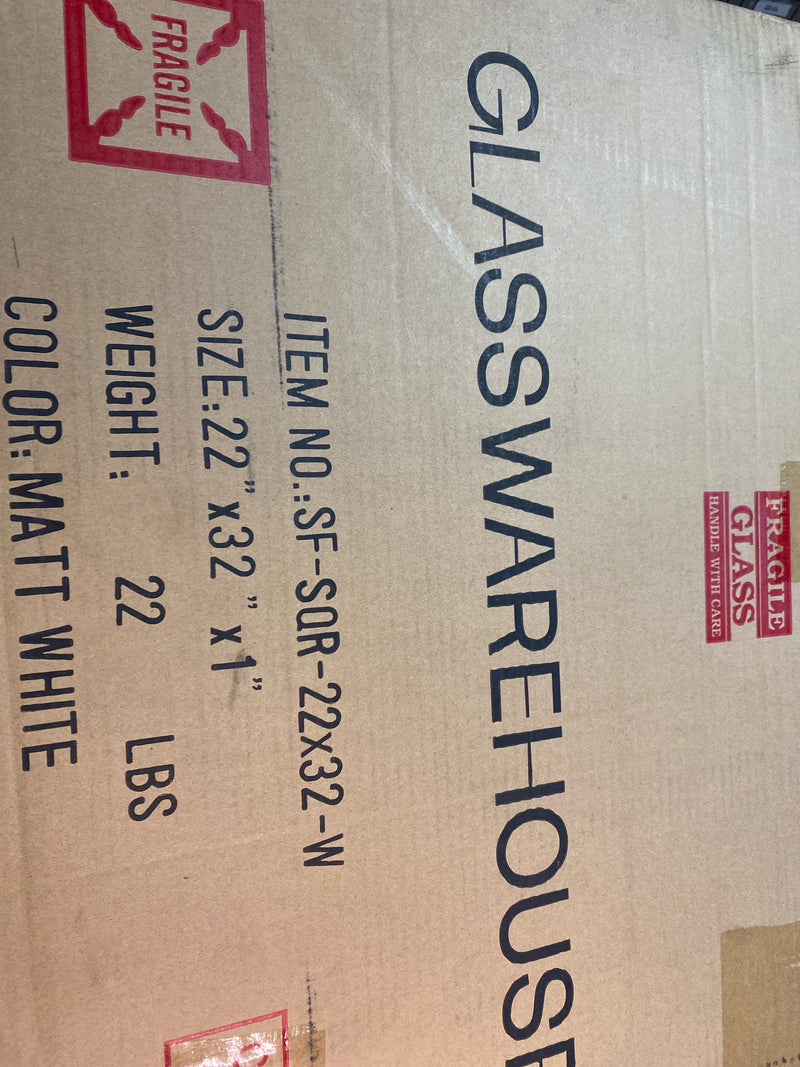 FRAGILE
GLASS
HANDLE WITH CARE
GLASSWAREHOUSE
FRAGILE
ITEM NO.:SF-SQR-22x32-W
SIZE:22"x32"x1"
WEIGHT: 22 LBS
COLOR:MATT WHITE